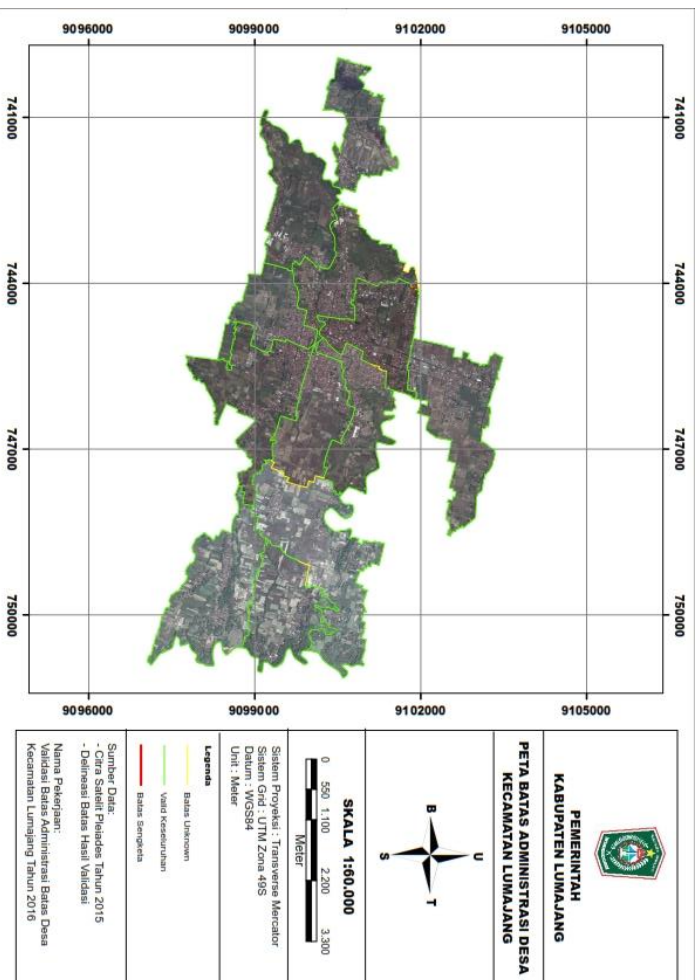 9096000 9099000 9102000 9105000
741000 741000
744000 744000
747000 747000
750000 750000
9096000 9099000 9102000 9105000
PEMERINTAH
KABUPATEN LUMAJANG
PETA BATAS ADMINISTRASI DESA
KECAMATAN LUMAJANG
U
B T
S
SKALA 1:60.000
0 550 1.100 2.200 3.300
Meter
Sistem Proyeksi : Transverse Mercator
Sistem Grid : UTM Zona 49S
Datum : WGS84
Unit : Meter
Legenda
Batas Unknown
Valid Keseluruhan
Batas Sengketa
Sumber Data:
- Citra Satelit Pleiades Tahun 2015
- Delineasi Batas Hasil Validasi
Nama Pekerjaan:
Validasi Batas Administrasi Batas Desa
Kecamatan Lumajang Tahun 2016